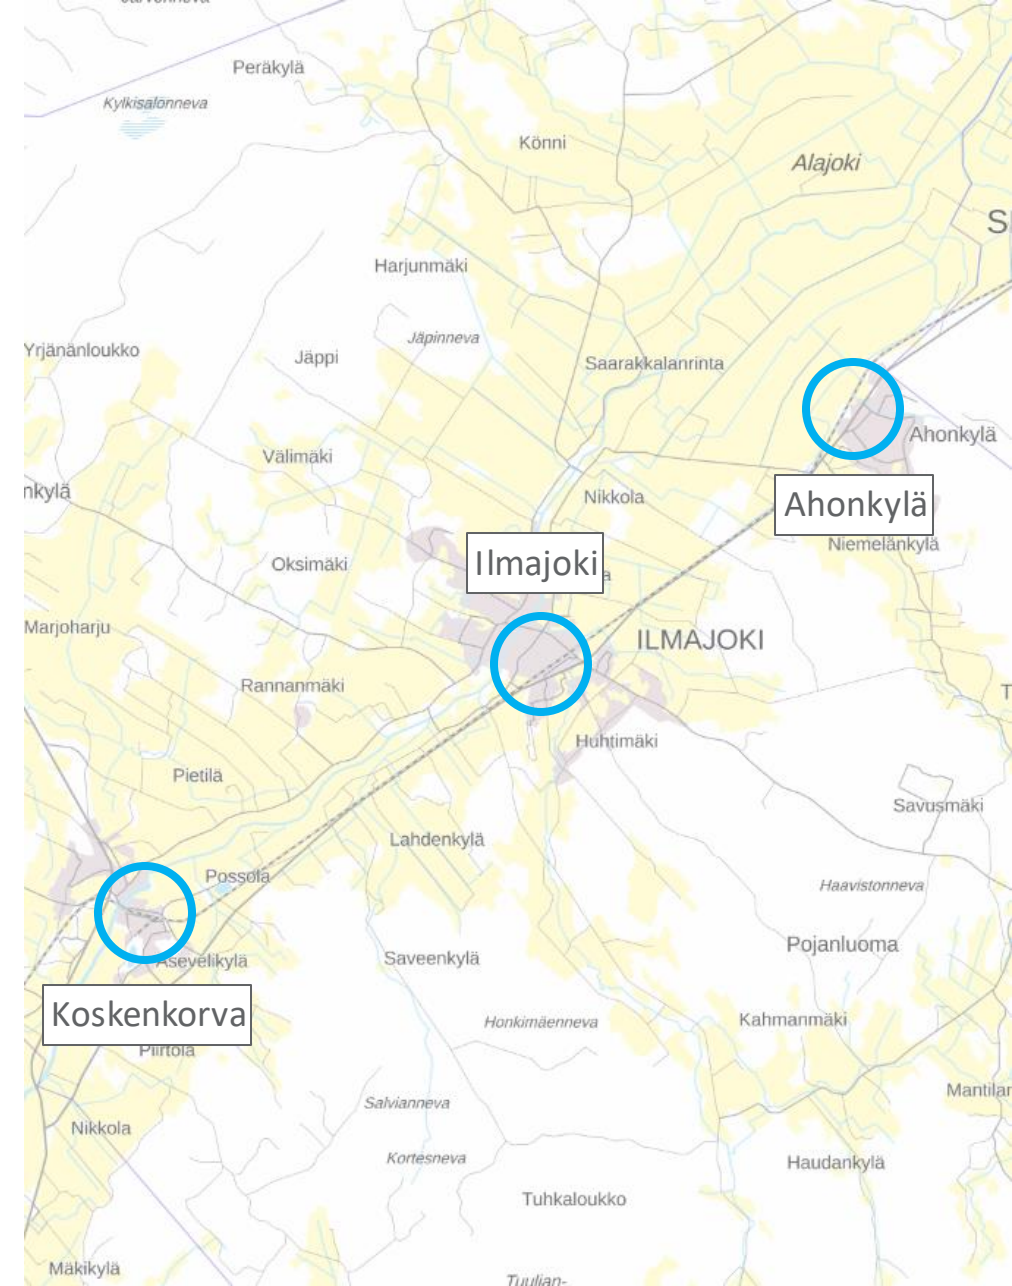 Peräkylä
Kylkisalonneva
Könni
Alajoki
Harjunmäki
Jäpinneva
Yrjänänloukko
Jäppi
Saarakkalanrinta
Ahonkylä
Välimäki
Nikkola
Ahonkylä
Niemelänkylä
Ilmajoki
Oksimäki
Marjoharju
ILMAJOKI
Rannanmäki
Huhtimäki
Pietilä
Savusmäki
Lahdenkylä
Possola
Haavistonneva
Pojanluoma
Asevelikylä
Saveenkylä
Koskenkorva
Honkimäenneva
Kahmanmäki
Piirtola
Mantilan
Salvianneva
Nikkola
Kortesneva
Haudankylä
Tuhkaloukko
Mäkikylä
Tuulian-